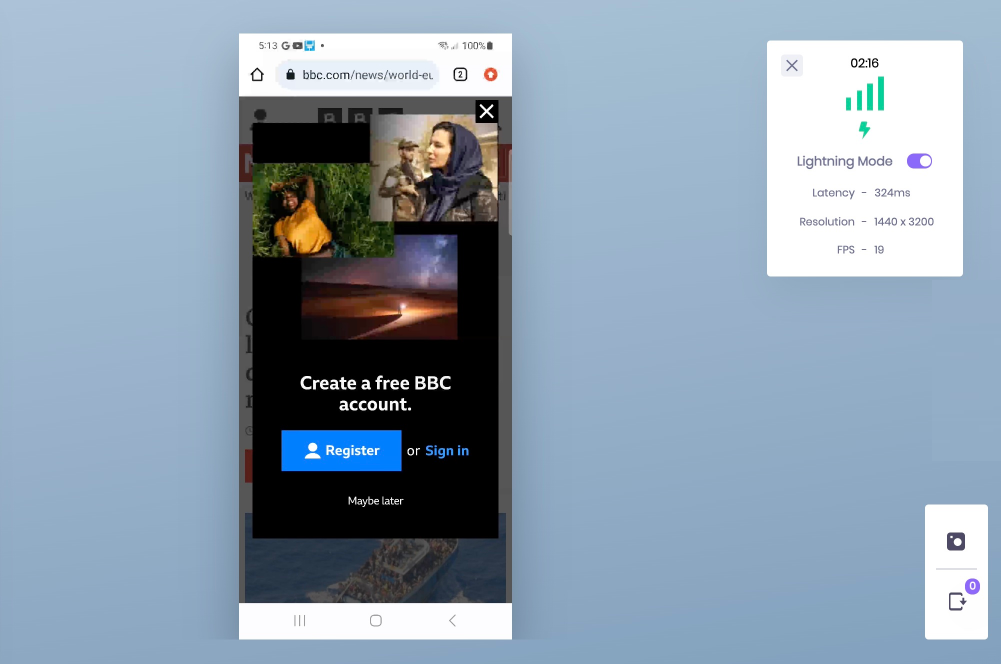 5:13 G
100%
bbc.com/news/world-eu
2
B B
Create a free BBC
account.
Register or Sign in
Maybe later
02:16
Lightning Mode
Latency - 324ms
Resolution - 1440 x 3200
FPS - 19
0